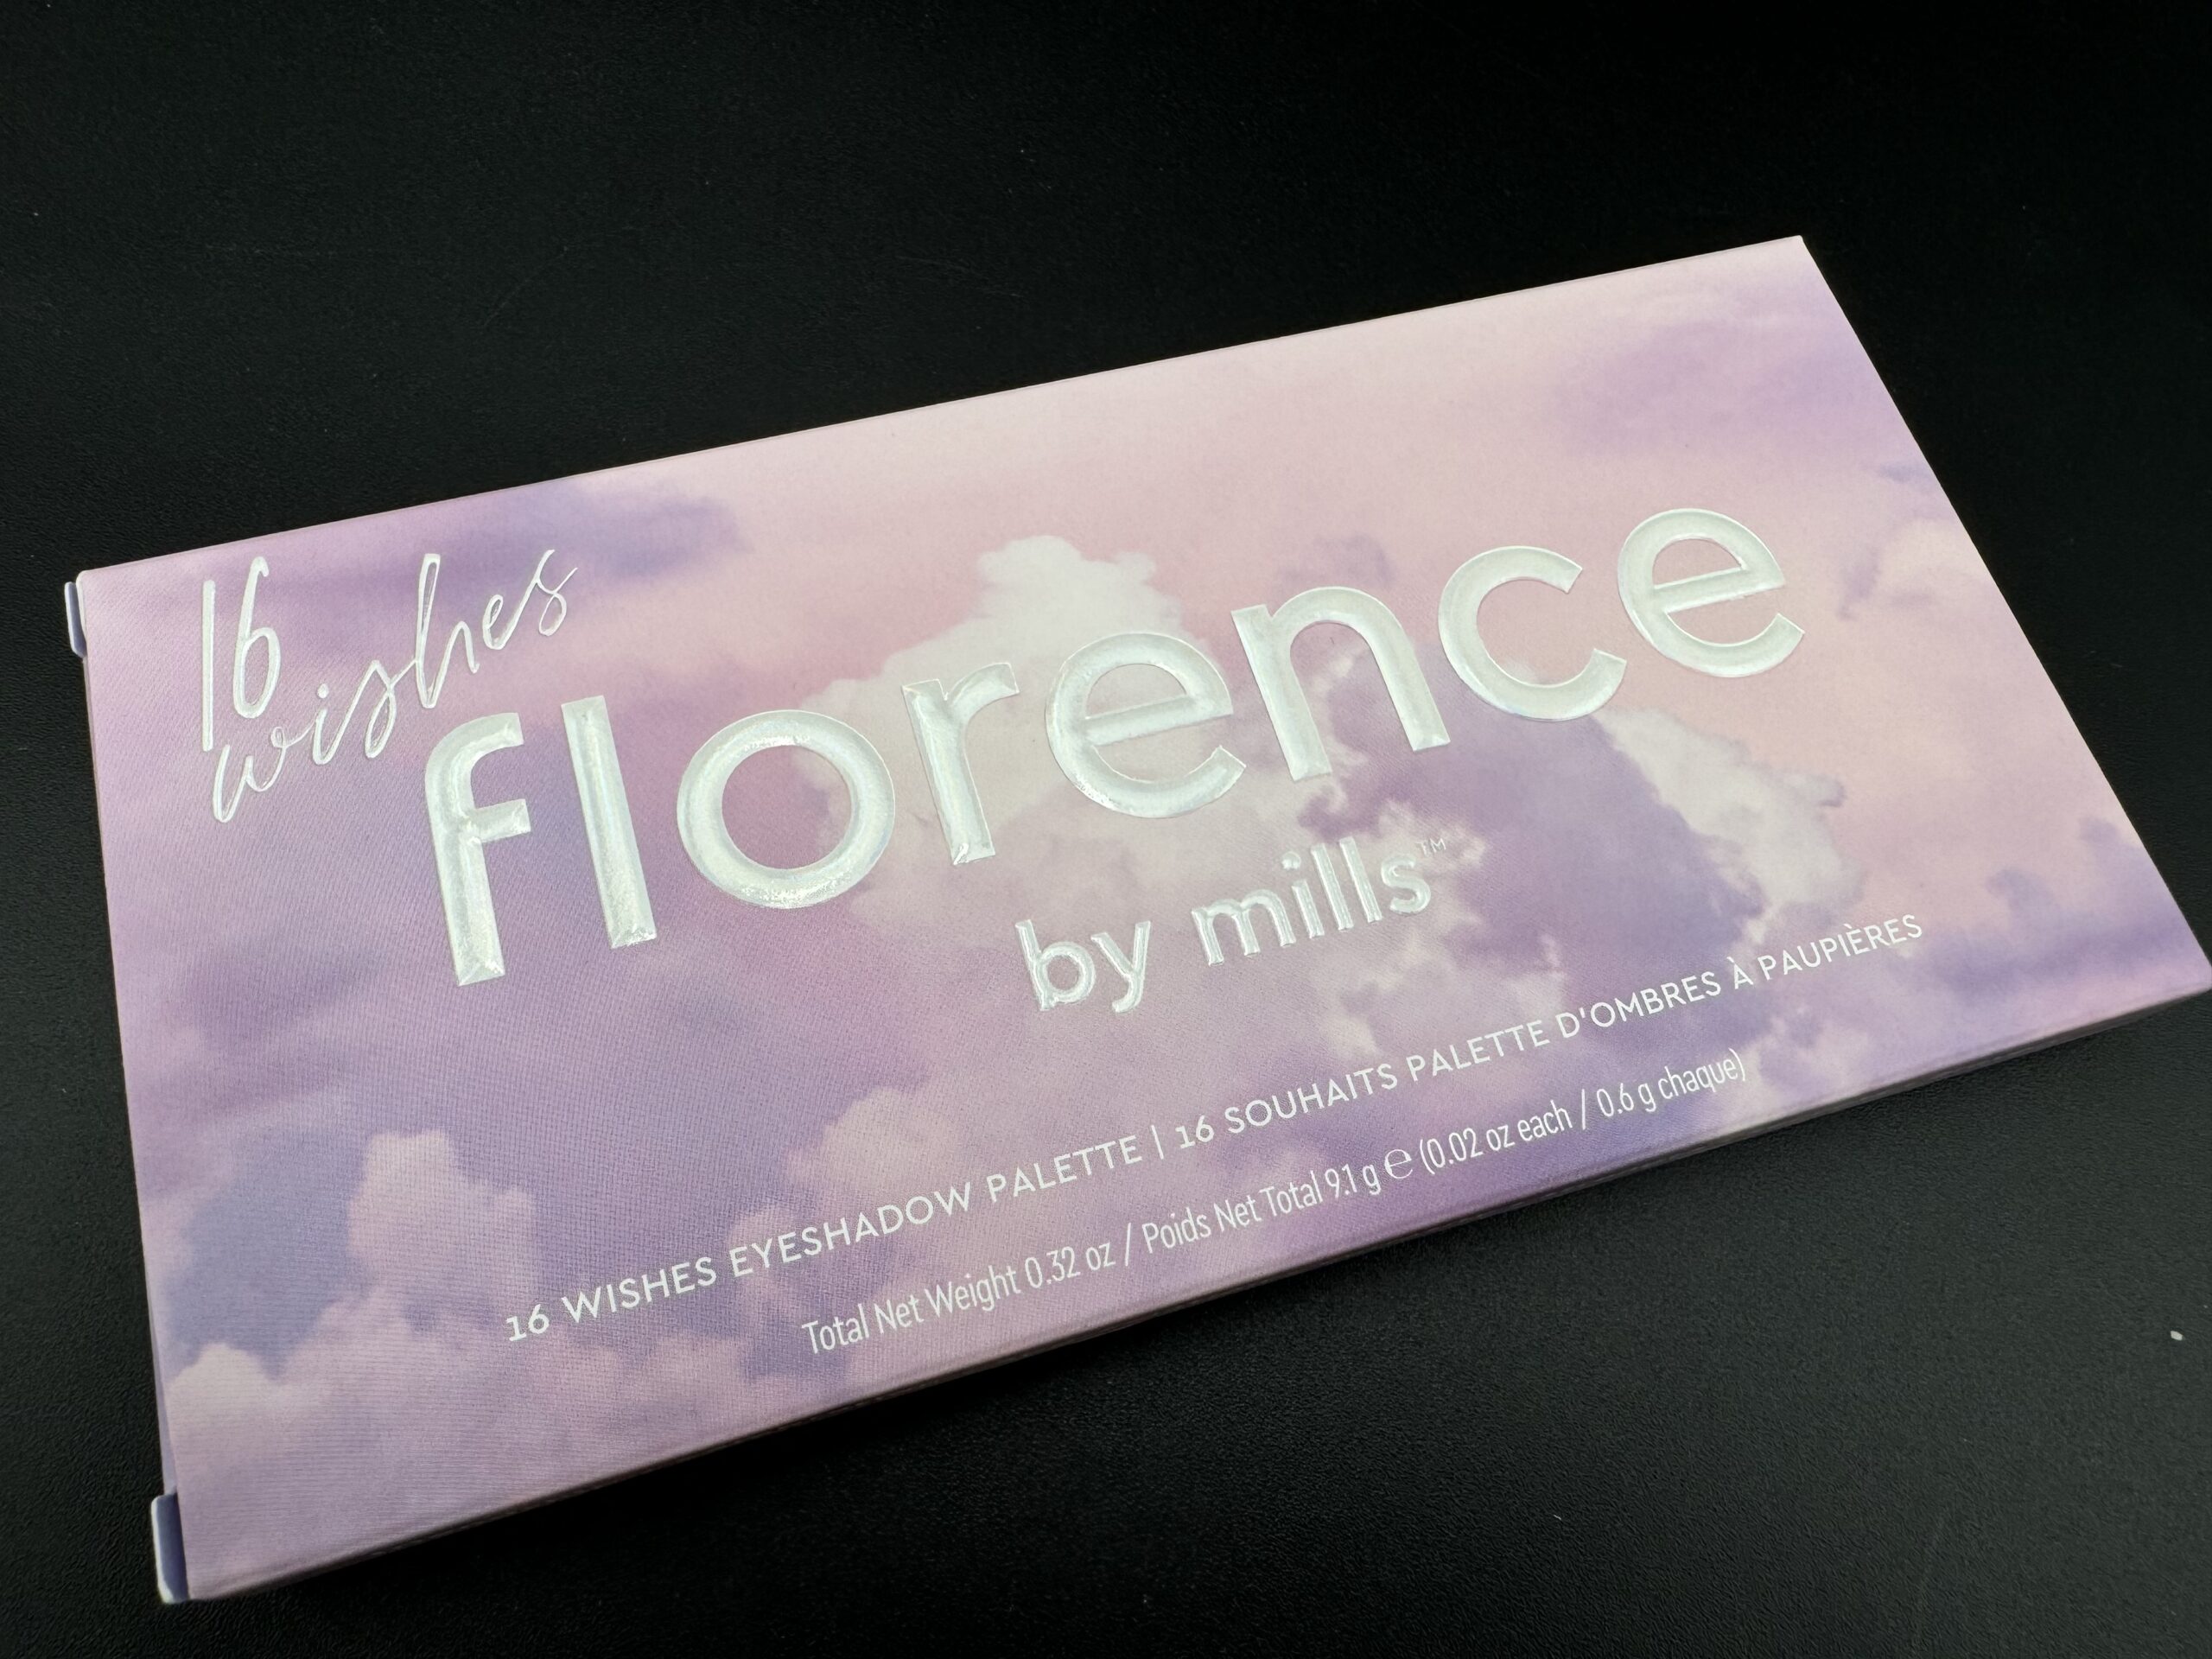 16
wishes
florence
by mills™
16 WISHES EYESHADOW PALETTE | 16 SOUHAITS PALETTE D'OMBRES À PAUPIÈRES
Total Net Weight 0.32 oz / Poids Net Total 9.1 g ℮ (0.02 oz each / 0.6 g chaque)